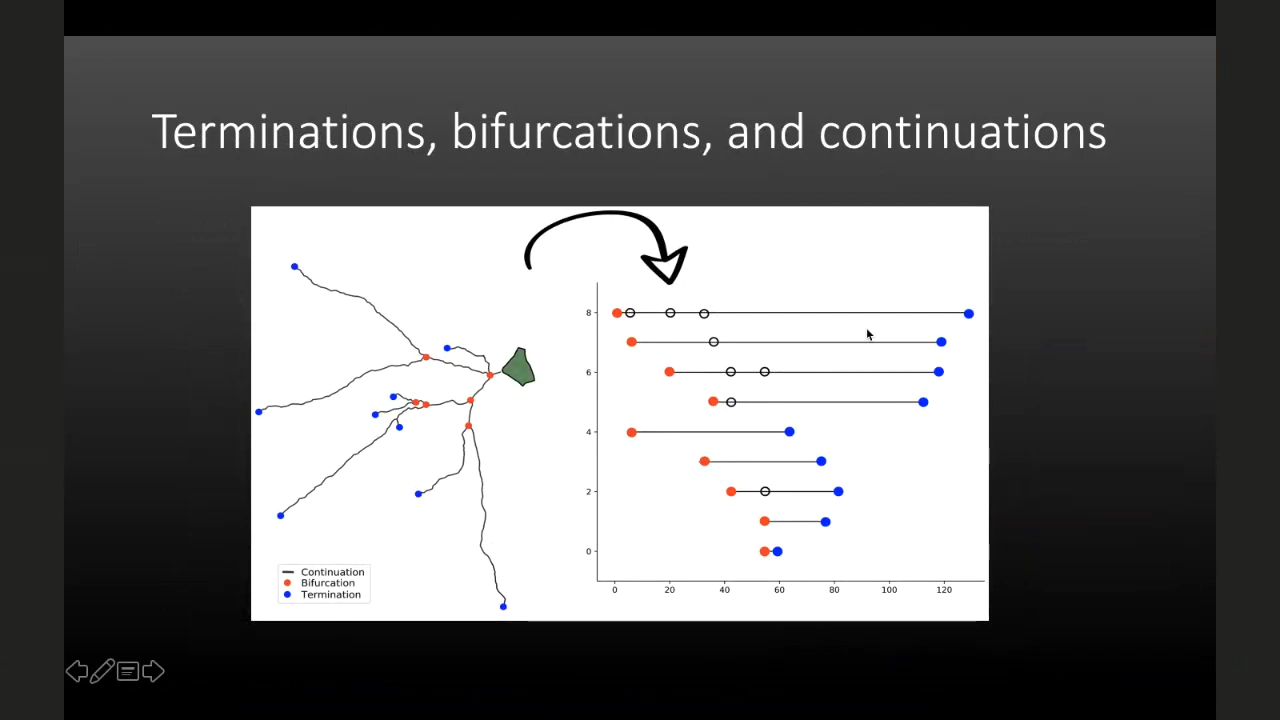 Terminations, bifurcations, and continuations
Continuation
Bifurcation
Termination
8
6
4
2
0
0 20 40 60 80 100 120